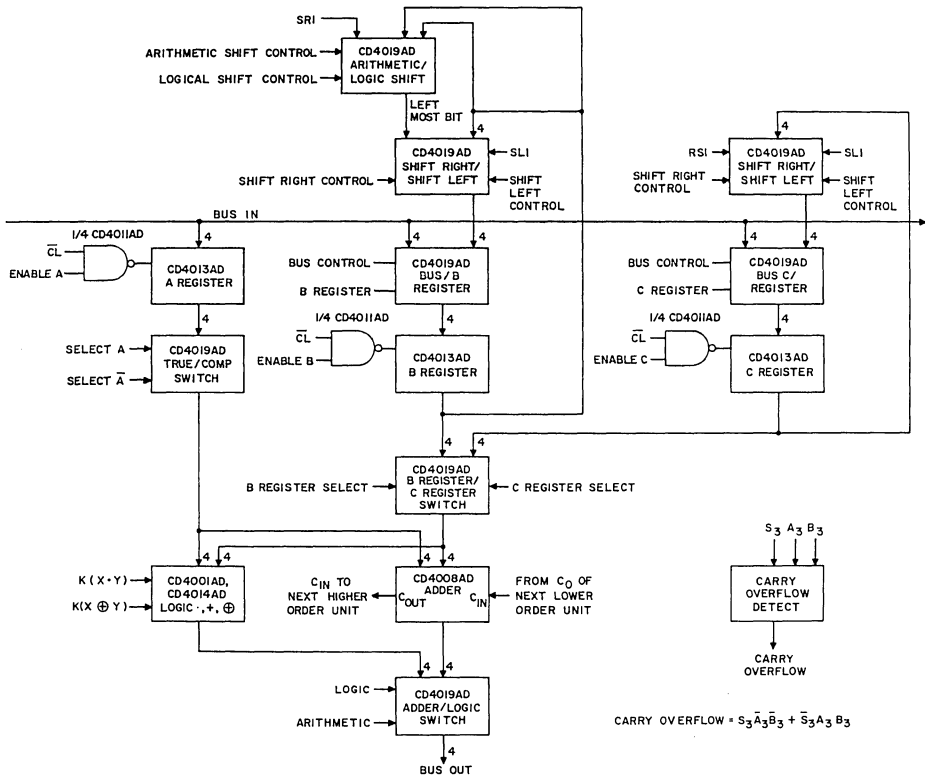 SRI
ARITHMETIC SHIFT CONTROL
LOGICAL SHIFT CONTROL
CD4019AD
ARITHMETIC/
LOGIC SHIFT
LEFT
MOST BIT
4
CD4019AD
SHIFT RIGHT/
SHIFT LEFT
SHIFT RIGHT CONTROL
SLI
SHIFT
LEFT
CONTROL
4
RSI
SHIFT RIGHT
CONTROL
CD4019AD
SHIFT RIGHT/
SHIFT LEFT
SLI
SHIFT
LEFT
CONTROL
BUS IN
4
4
4
4
4
1/4 CD4011AD
C̅L̅
ENABLE A
CD4013AD
A REGISTER
BUS CONTROL
B REGISTER
CD4019AD
BUS/B
REGISTER
BUS CONTROL
C REGISTER
CD4019AD
BUS C/
REGISTER
4
4
4
SELECT A
SELECT A̅
CD4019AD
TRUE/COMP
SWITCH
1/4 CD4011AD
C̅L̅
ENABLE B
CD4013AD
B REGISTER
1/4 CD4011AD
C̅L̅
ENABLE C
CD4013AD
C REGISTER
4
4
B REGISTER SELECT
CD4019AD
B REGISTER/
C REGISTER
SWITCH
C REGISTER SELECT
4
4
4
4
K(X•Y)
K(X ⊕ Y)
CD4001AD,
CD4014AD
LOGIC ·,+,⊕
C_IN TO
NEXT HIGHER
ORDER UNIT
CD4008AD
ADDER
C_OUT
C_IN
FROM C_O OF
NEXT LOWER
ORDER UNIT
S₃ A₃ B₃
CARRY
OVERFLOW
DETECT
CARRY
OVERFLOW
4
4
LOGIC
ARITHMETIC
CD4019AD
ADDER/LOGIC
SWITCH
4
BUS OUT
CARRY OVERFLOW = S₃A̅₃B̅₃ + S̅₃A₃B₃